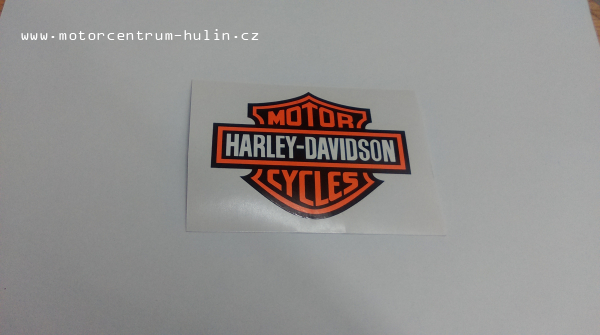 www.motorcentrum-hulin.cz
MOTOR
HARLEY-DAVIDSON
CYCLES